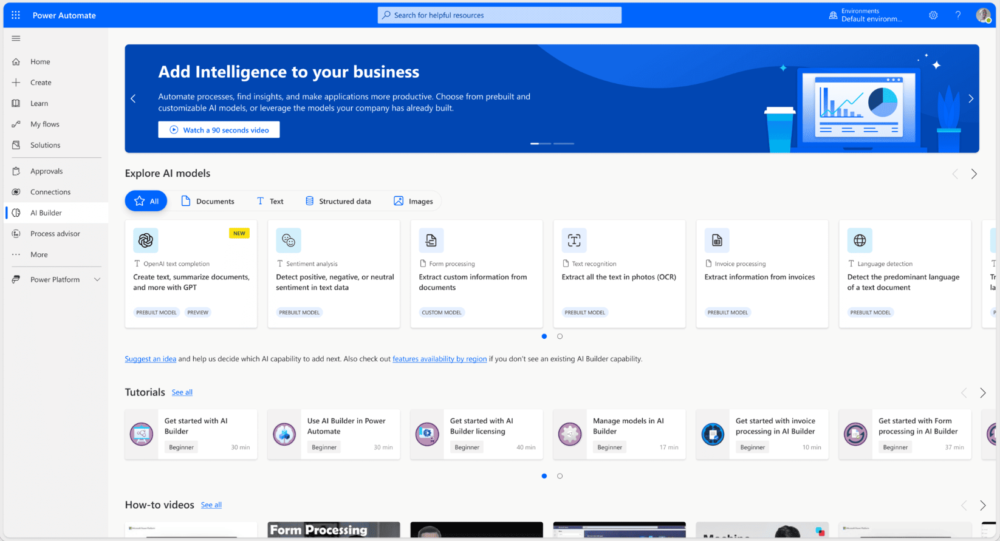 Power Automate
Search for helpful resources
Environments
Default environm...
Home
Create
Learn
My flows
Solutions
Approvals
Connections
AI Builder
Process advisor
More
Power Platform
Add Intelligence to your business
Automate processes, find insights, and make applications more productive. Choose from prebuilt and
customizable AI models, or leverage the models your company has already built.
Watch a 90 seconds video
Explore AI models
All
Documents
Text
Structured data
Images
NEW
OpenAI text completion
Create text, summarize documents,
and more with GPT
PREBUILT MODEL PREVIEW
Sentiment analysis
Detect positive, negative, or neutral
sentiment in text data
PREBUILT MODEL
Form processing
Extract custom information from
documents
CUSTOM MODEL
Text recognition
Extract all the text in photos (OCR)
PREBUILT MODEL
Invoice processing
Extract information from invoices
PREBUILT MODEL
Language detection
Detect the predominant language
of a text document
PREBUILT MODEL
Tr
la
P
Suggest an idea and help us decide which AI capability to add next. Also check out features availability by region if you don't see an existing AI Builder capability.
Tutorials See all
Get started with AI
Builder
Beginner 30 min
Use AI Builder in Power
Automate
Beginner 30 min
Get started with AI
Builder licensing
Beginner 40 min
Manage models in AI
Builder
Beginner 17 min
Get started with invoice
processing in AI Builder
Beginner 10 min
Get started with Form
processing in AI Builder
Beginner 37 min
How-to videos See all
Microsoft Power Platform
Form Processing
Machine
Microsoft Power Platform